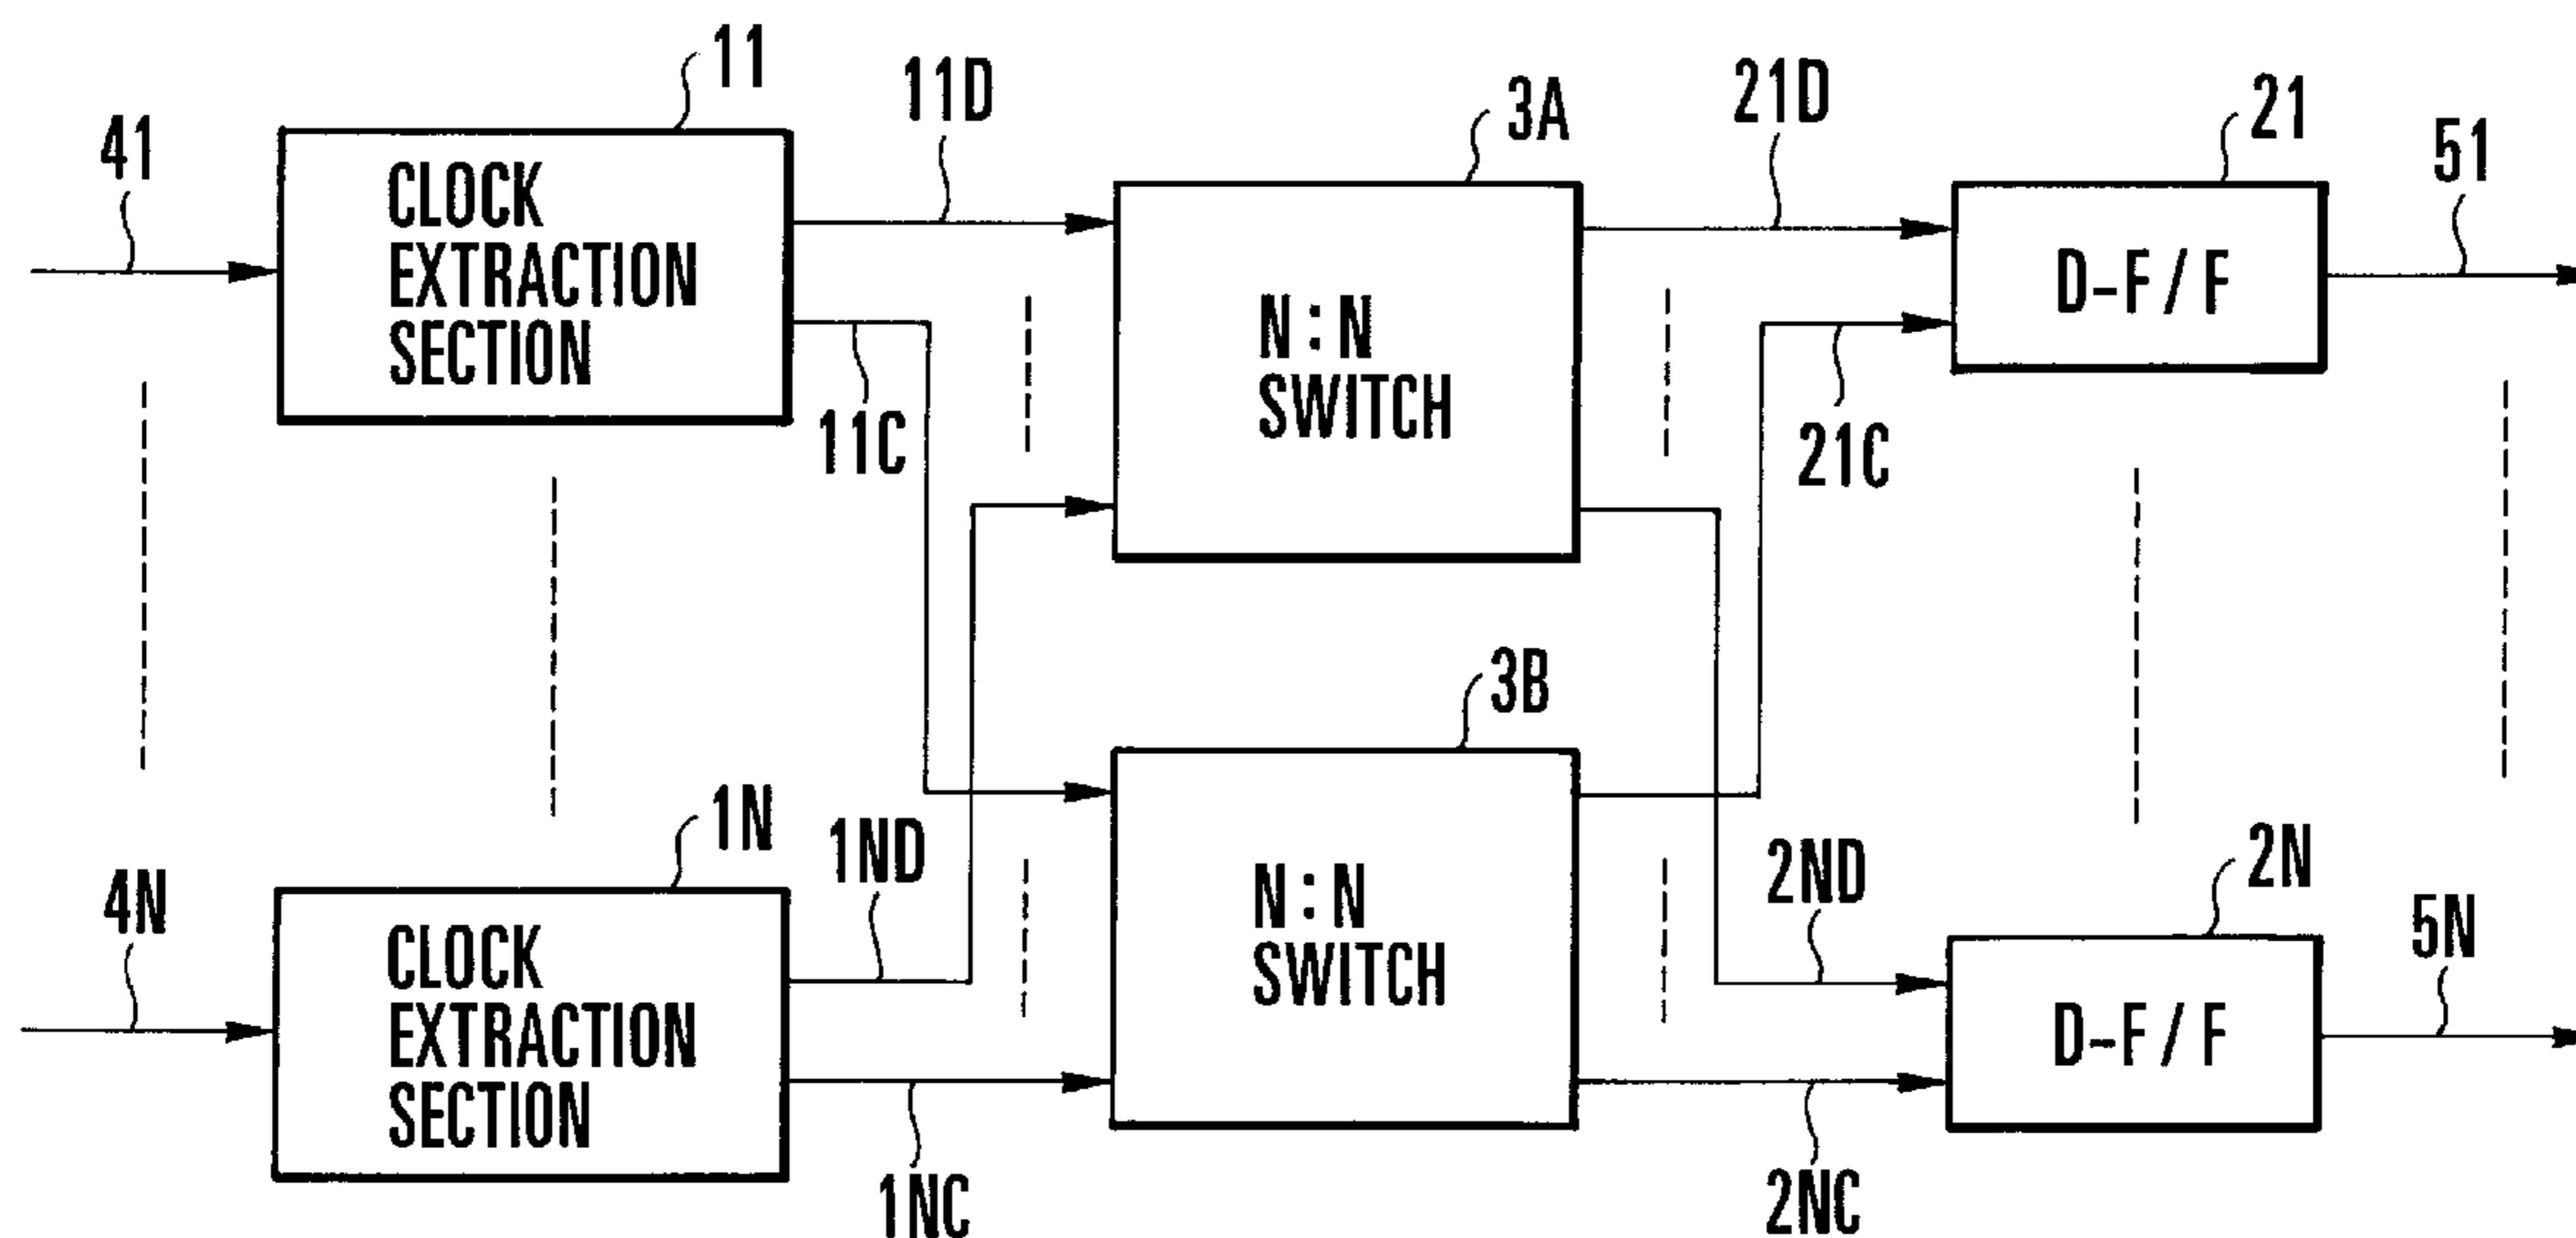 41
11
CLOCK
EXTRACTION
SECTION
11D
11C
3A
N : N
SWITCH
21D
21C
21
D-F / F
51
4N
1N
CLOCK
EXTRACTION
SECTION
1ND
1NC
3B
N : N
SWITCH
2ND
2NC
2N
D-F / F
5N